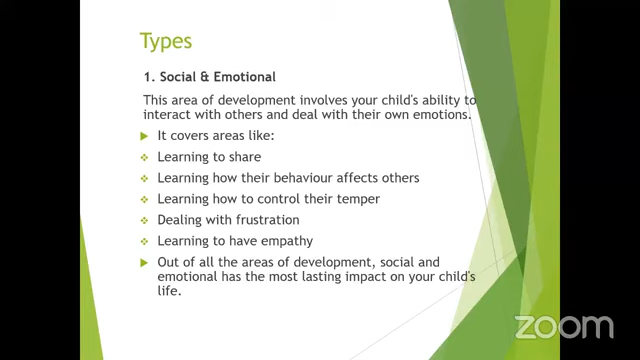 Types
1. Social & Emotional
This area of development involves your child's ability to
interact with others and deal with their own emotions.
It covers areas like:
Learning to share
Learning how their behaviour affects others
Learning how to control their temper
Dealing with frustration
Learning to have empathy
Out of all the areas of development, social and
emotional has the most lasting impact on your child's
life.
zoom